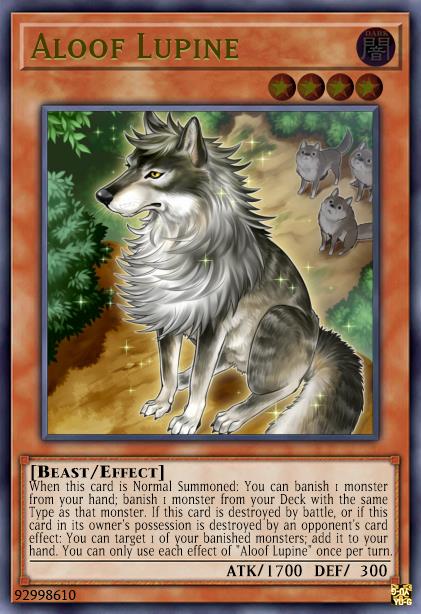 ALOOF LUPINE
DARK
闇
[BEAST/EFFECT]
When this card is Normal Summoned: You can banish 1 monster
from your hand; banish 1 monster from your Deck with the same
Type as that monster. If this card is destroyed by battle, or if this
card in its owner's possession is destroyed by an opponent's card
effect: You can target 1 of your banished monsters; add it to your
hand. You can only use each effect of "Aloof Lupine" once per turn.
ATK/1700 DEF/ 300
92998610